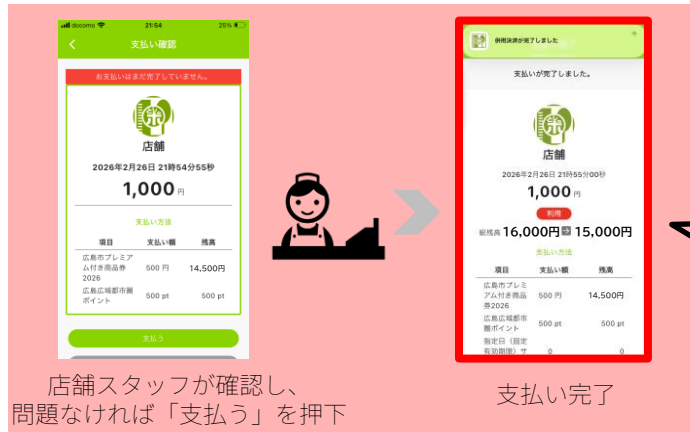 docomo 21:54 25%
支払い確認
お支払いはまだ完了していません。
店舗
2026年2月26日 21時54分55秒
1,000 円
支払い方法
項目 支払い額 残高
広島市プレミア
ム付き商品券
2026
500 円 14,500円
広島広域都市圏
ポイント
500 pt 500 pt
支払う
店舗スタッフが確認し、
問題なければ「支払う」を押下
併用決済が完了しました
支払いが完了しました。
店舗
2026年2月26日 21時55分00秒
1,000 円
利用
総残高 16,000円 15,000円
支払い方法
項目 支払い額 残高
広島市プレミ
アム付き商品
券2026
500 円 14,500円
広島広域都市
圏ポイント
500 pt 500 pt
指定日（固定
有効期限）サ
0 0
支払い完了